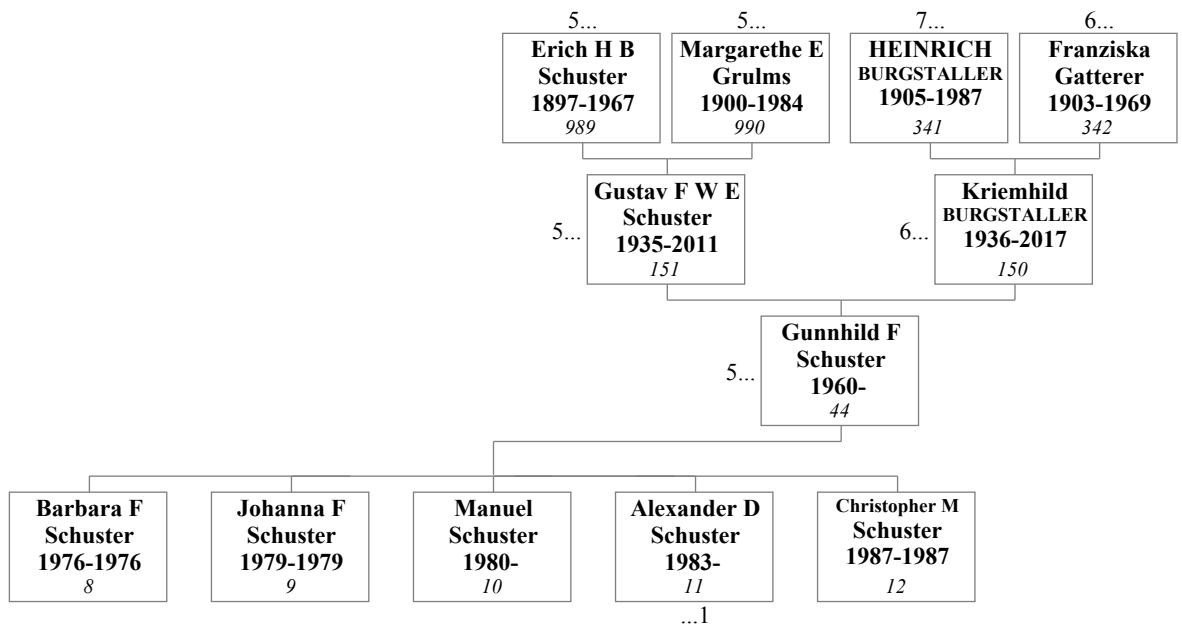 5... 5... 7... 6...
Erich H B
Schuster
1897-1967
989
Margarethe E
Grulms
1900-1984
990
HEINRICH
BURGSTALLER
1905-1987
341
Franziska
Gatterer
1903-1969
342
5...
Gustav F W E
Schuster
1935-2011
151
6...
Kriemhild
BURGSTALLER
1936-2017
150
5...
Gunnhild F
Schuster
1960-
44
Barbara F
Schuster
1976-1976
8
Johanna F
Schuster
1979-1979
9
Manuel
Schuster
1980-
10
Alexander D
Schuster
1983-
11
Christopher M
Schuster
1987-1987
12
...1